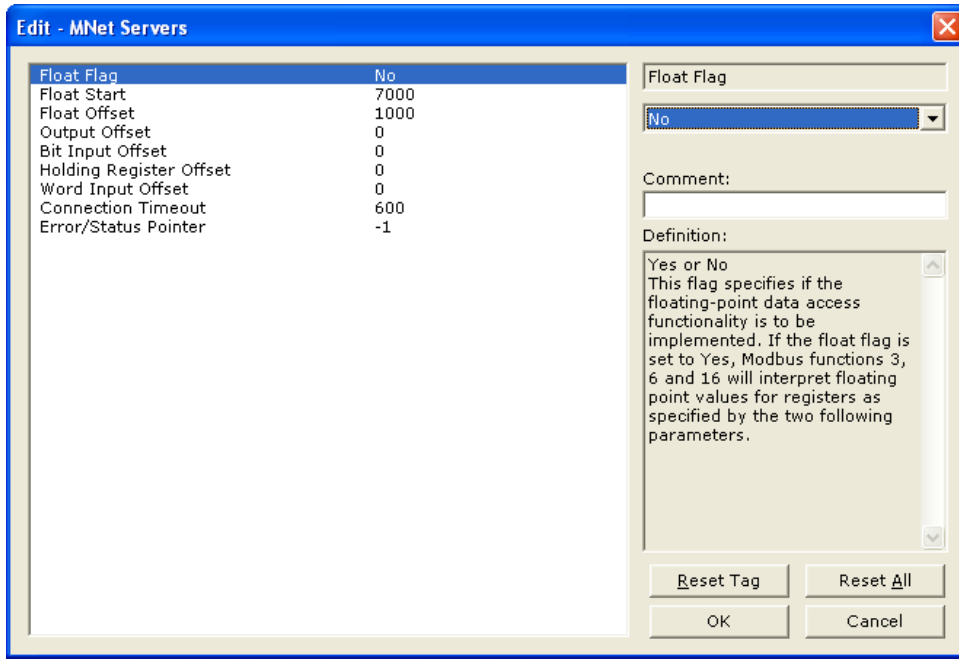 Edit - MNet Servers
Float Flag No
Float Start 7000
Float Offset 1000
Output Offset 0
Bit Input Offset 0
Holding Register Offset 0
Word Input Offset 0
Connection Timeout 600
Error/Status Pointer -1
Float Flag
No
Comment:
Definition:
Yes or No
This flag specifies if the
floating-point data access
functionality is to be
implemented. If the float flag is
set to Yes, Modbus functions 3,
6 and 16 will interpret floating
point values for registers as
specified by the two following
parameters.
Reset Tag Reset All
OK Cancel